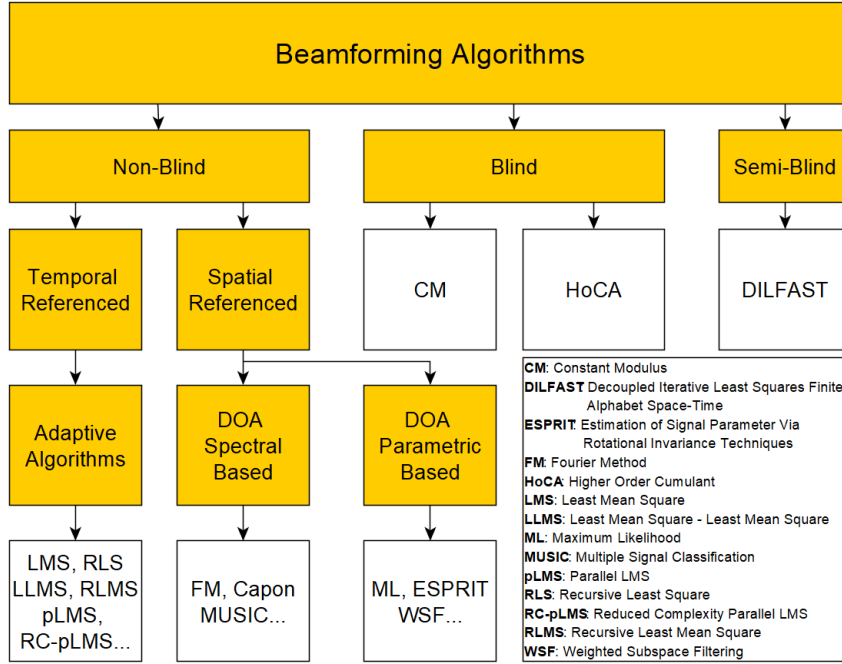 Beamforming Algorithms
Non-Blind
Blind
Semi-Blind
Temporal
Referenced
Spatial
Referenced
CM
HoCA
DILFAST
Adaptive
Algorithms
DOA
Spectral
Based
DOA
Parametric
Based
LMS, RLS
LLMS, RLMS
pLMS,
RC-pLMS...
FM, Capon
MUSIC...
ML, ESPRIT
WSF...
CM: Constant Modulus
DILFAST: Decoupled Iterative Least Squares Finite
Alphabet Space-Time
ESPRIT: Estimation of Signal Parameter Via
Rotational Invariance Techniques
FM: Fourier Method
HoCA: Higher Order Cumulant
LMS: Least Mean Square
LLMS: Least Mean Square - Least Mean Square
ML: Maximum Likelihood
MUSIC: Multiple Signal Classification
pLMS: Parallel LMS
RLS: Recursive Least Square
RC-pLMS: Reduced Complexity Parallel LMS
RLMS: Recursive Least Mean Square
WSF: Weighted Subspace Filtering